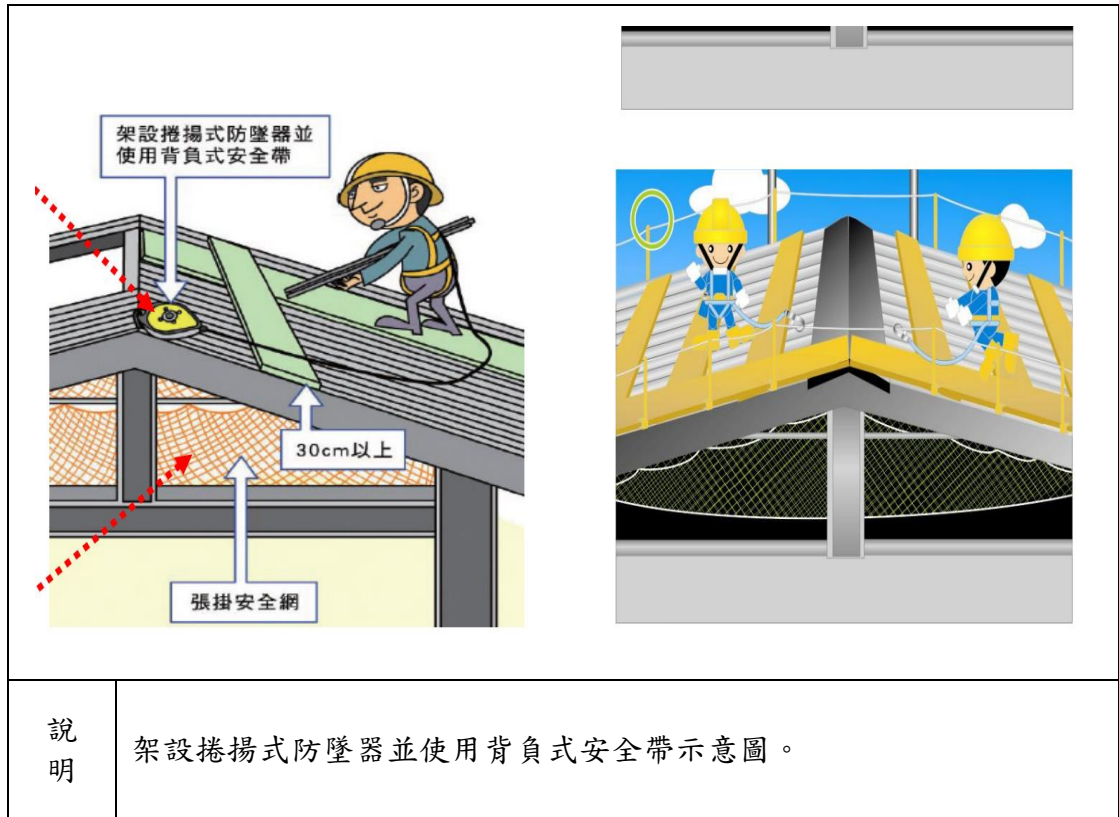 架設捲揚式防墜器並
使用背負式安全帶
30cm以上
張掛安全網
說明
架設捲揚式防墜器並使用背負式安全帶示意圖。